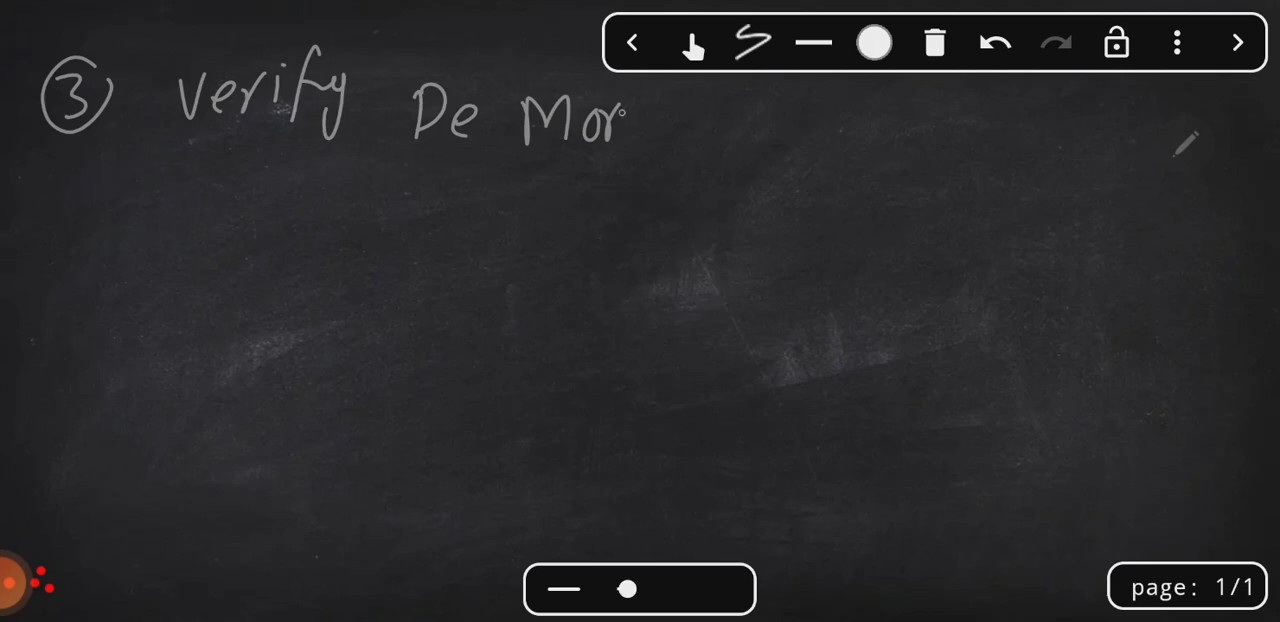 ③ Verify De Mor
page: 1/1